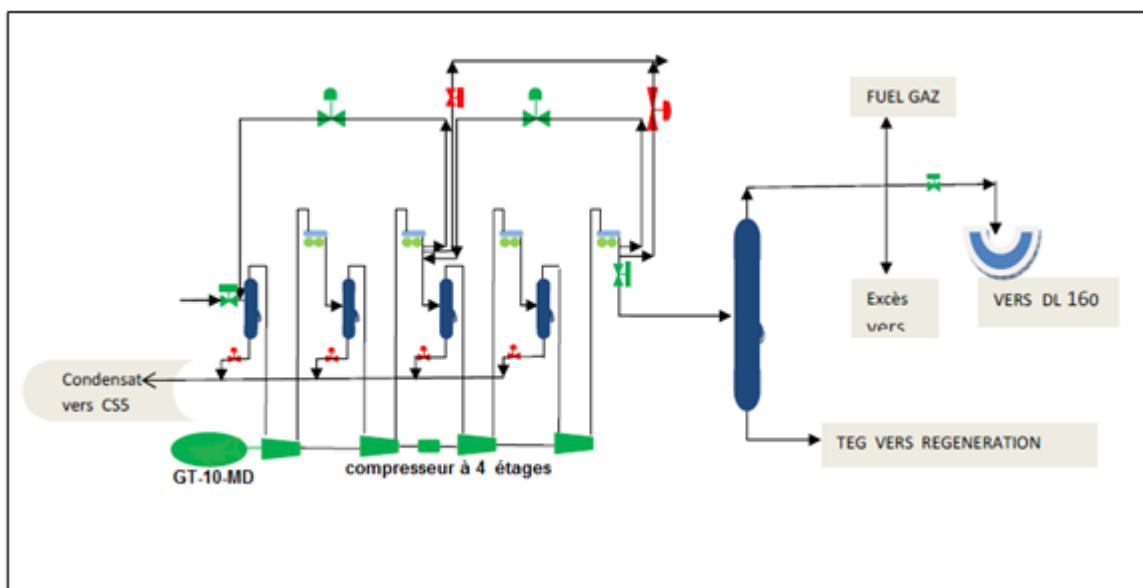 FUEL GAZ
Excès
vers
VERS DL 160
Condensat
vers CS5
GT-10-MD
compresseur à 4 étages
TEG VERS REGENERATION